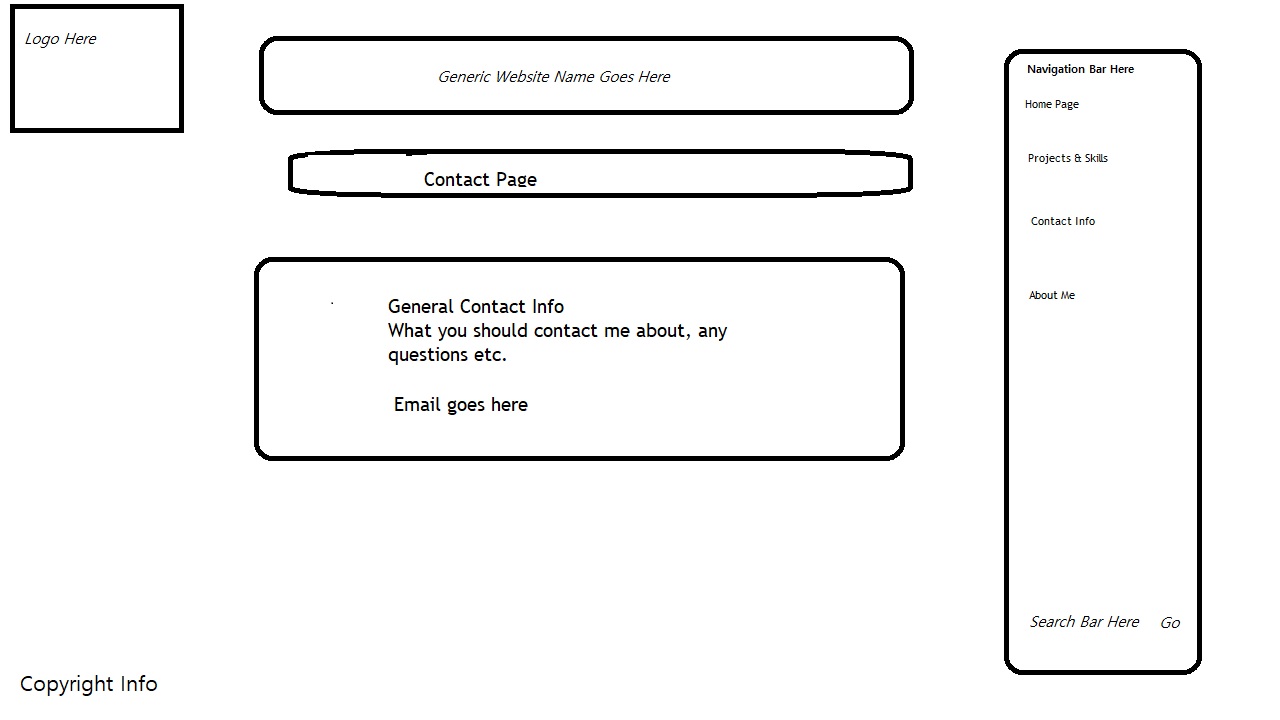 Logo Here
Generic Website Name Goes Here
Contact Page
General Contact Info
What you should contact me about, any
questions etc.
Email goes here
Navigation Bar Here
Home Page
Projects & Skills
Contact Info
About Me
Search Bar Here Go
Copyright Info